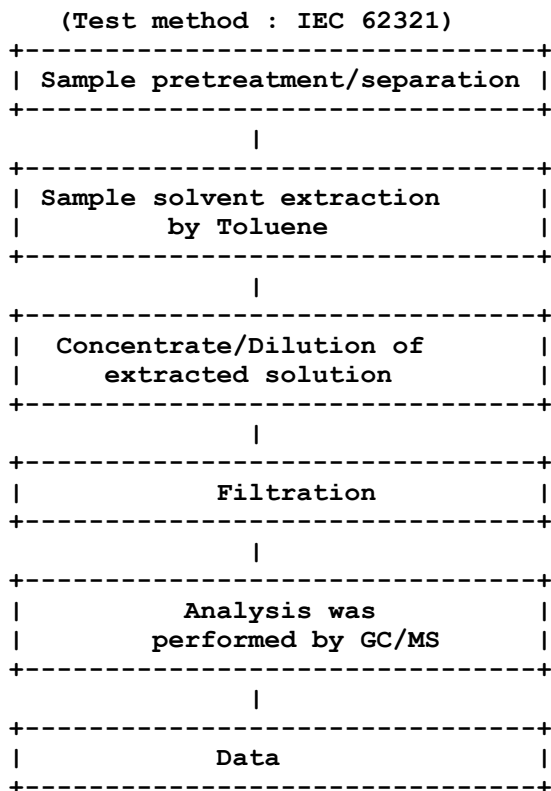 (Test method : IEC 62321)
Sample pretreatment/separation
Sample solvent extraction
by Toluene
Concentrate/Dilution of
extracted solution
Filtration
Analysis was
performed by GC/MS
Data